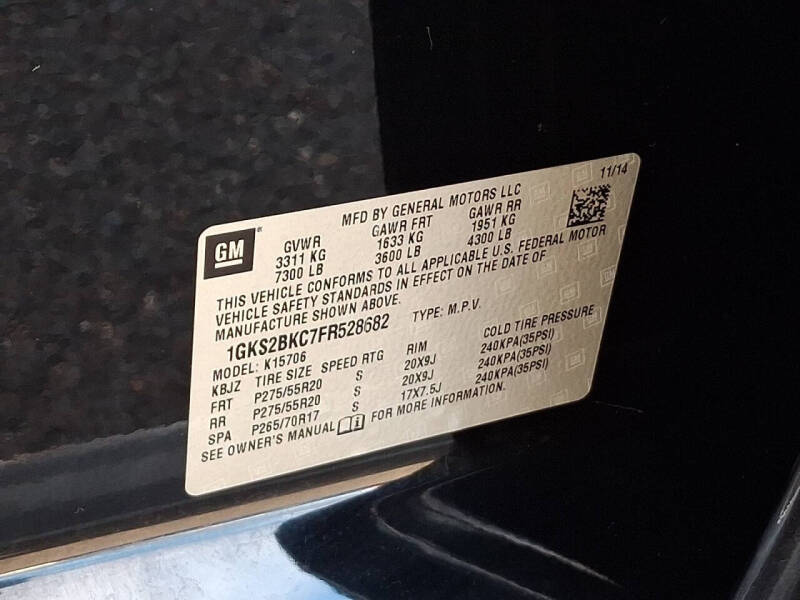 11/14
GM
MFD BY GENERAL MOTORS LLC
GVWR GAWR FRT GAWR RR
3311 KG 1633 KG 1951 KG
7300 LB 3600 LB 4300 LB
THIS VEHICLE CONFORMS TO ALL APPLICABLE U.S. FEDERAL MOTOR
VEHICLE SAFETY STANDARDS IN EFFECT ON THE DATE OF
MANUFACTURE SHOWN ABOVE.
1GKS2BKC7FR528682 TYPE: M.P.V.
MODEL: K15706
KBJZ TIRE SIZE SPEED RTG RIM COLD TIRE PRESSURE
FRT P275/55R20 S 20X9J 240KPA(35PSI)
RR P275/55R20 S 20X9J 240KPA(35PSI)
SPA P265/70R17 S 17X7.5J 240KPA(35PSI)
SEE OWNER'S MANUAL FOR MORE INFORMATION.